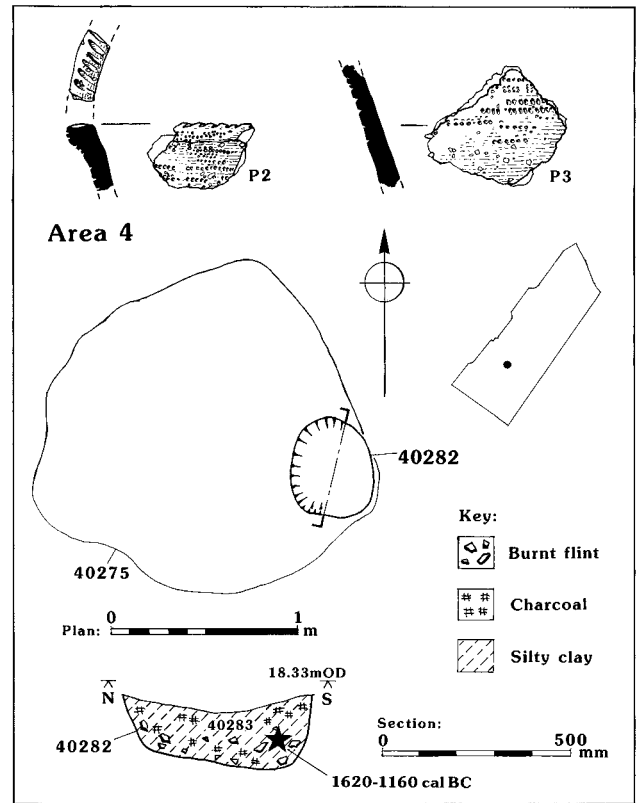 P2
P3
Area 4
40282
40275
Key:
Burnt flint
Charcoal
Silty clay
Plan: 0 1
m
18.33mOD
N S
40283
40282
1620-1160 cal BC
Section:
0 500
mm